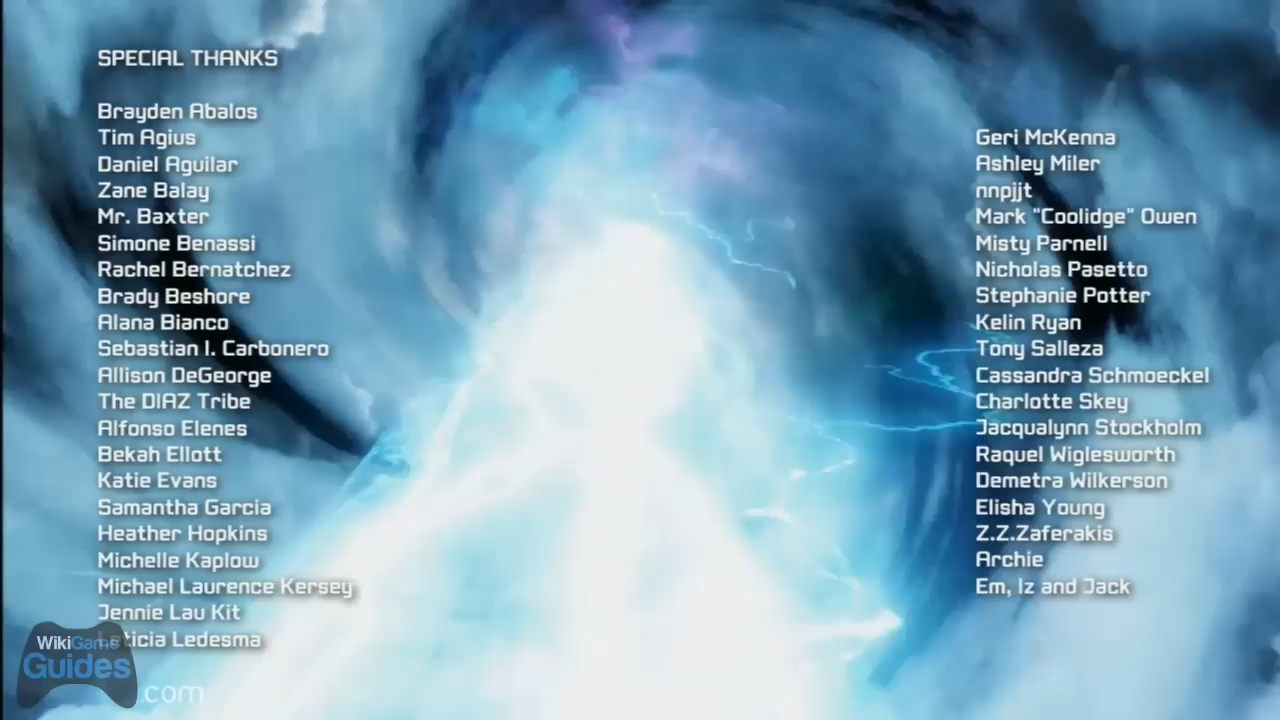 SPECIAL THANKS
Brayden Abalos
Tim Agius
Daniel Aguilar
Zane Balay
Mr. Baxter
Simone Benassi
Rachel Bernatchez
Brady Beshore
Alana Bianco
Sebastian I. Carbonero
Allison DeGeorge
The DIAZ Tribe
Alfonso Elenes
Bekah Ellott
Katie Evans
Samantha Garcia
Heather Hopkins
Michelle Kaplow
Michael Laurence Kersey
Jennie Lau Kit
Leticia Ledesma
Geri McKenna
Ashley Miler
nnpjjt
Mark "Coolidge" Owen
Misty Parnell
Nicholas Pasetto
Stephanie Potter
Kelin Ryan
Tony Salleza
Cassandra Schmoeckel
Charlotte Skey
Jacqualynn Stockholm
Raquel Wiglesworth
Demetra Wilkerson
Elisha Young
Z.Z.Zaferakis
Archie
Em, Iz and Jack
WikiGame
Guides
.com